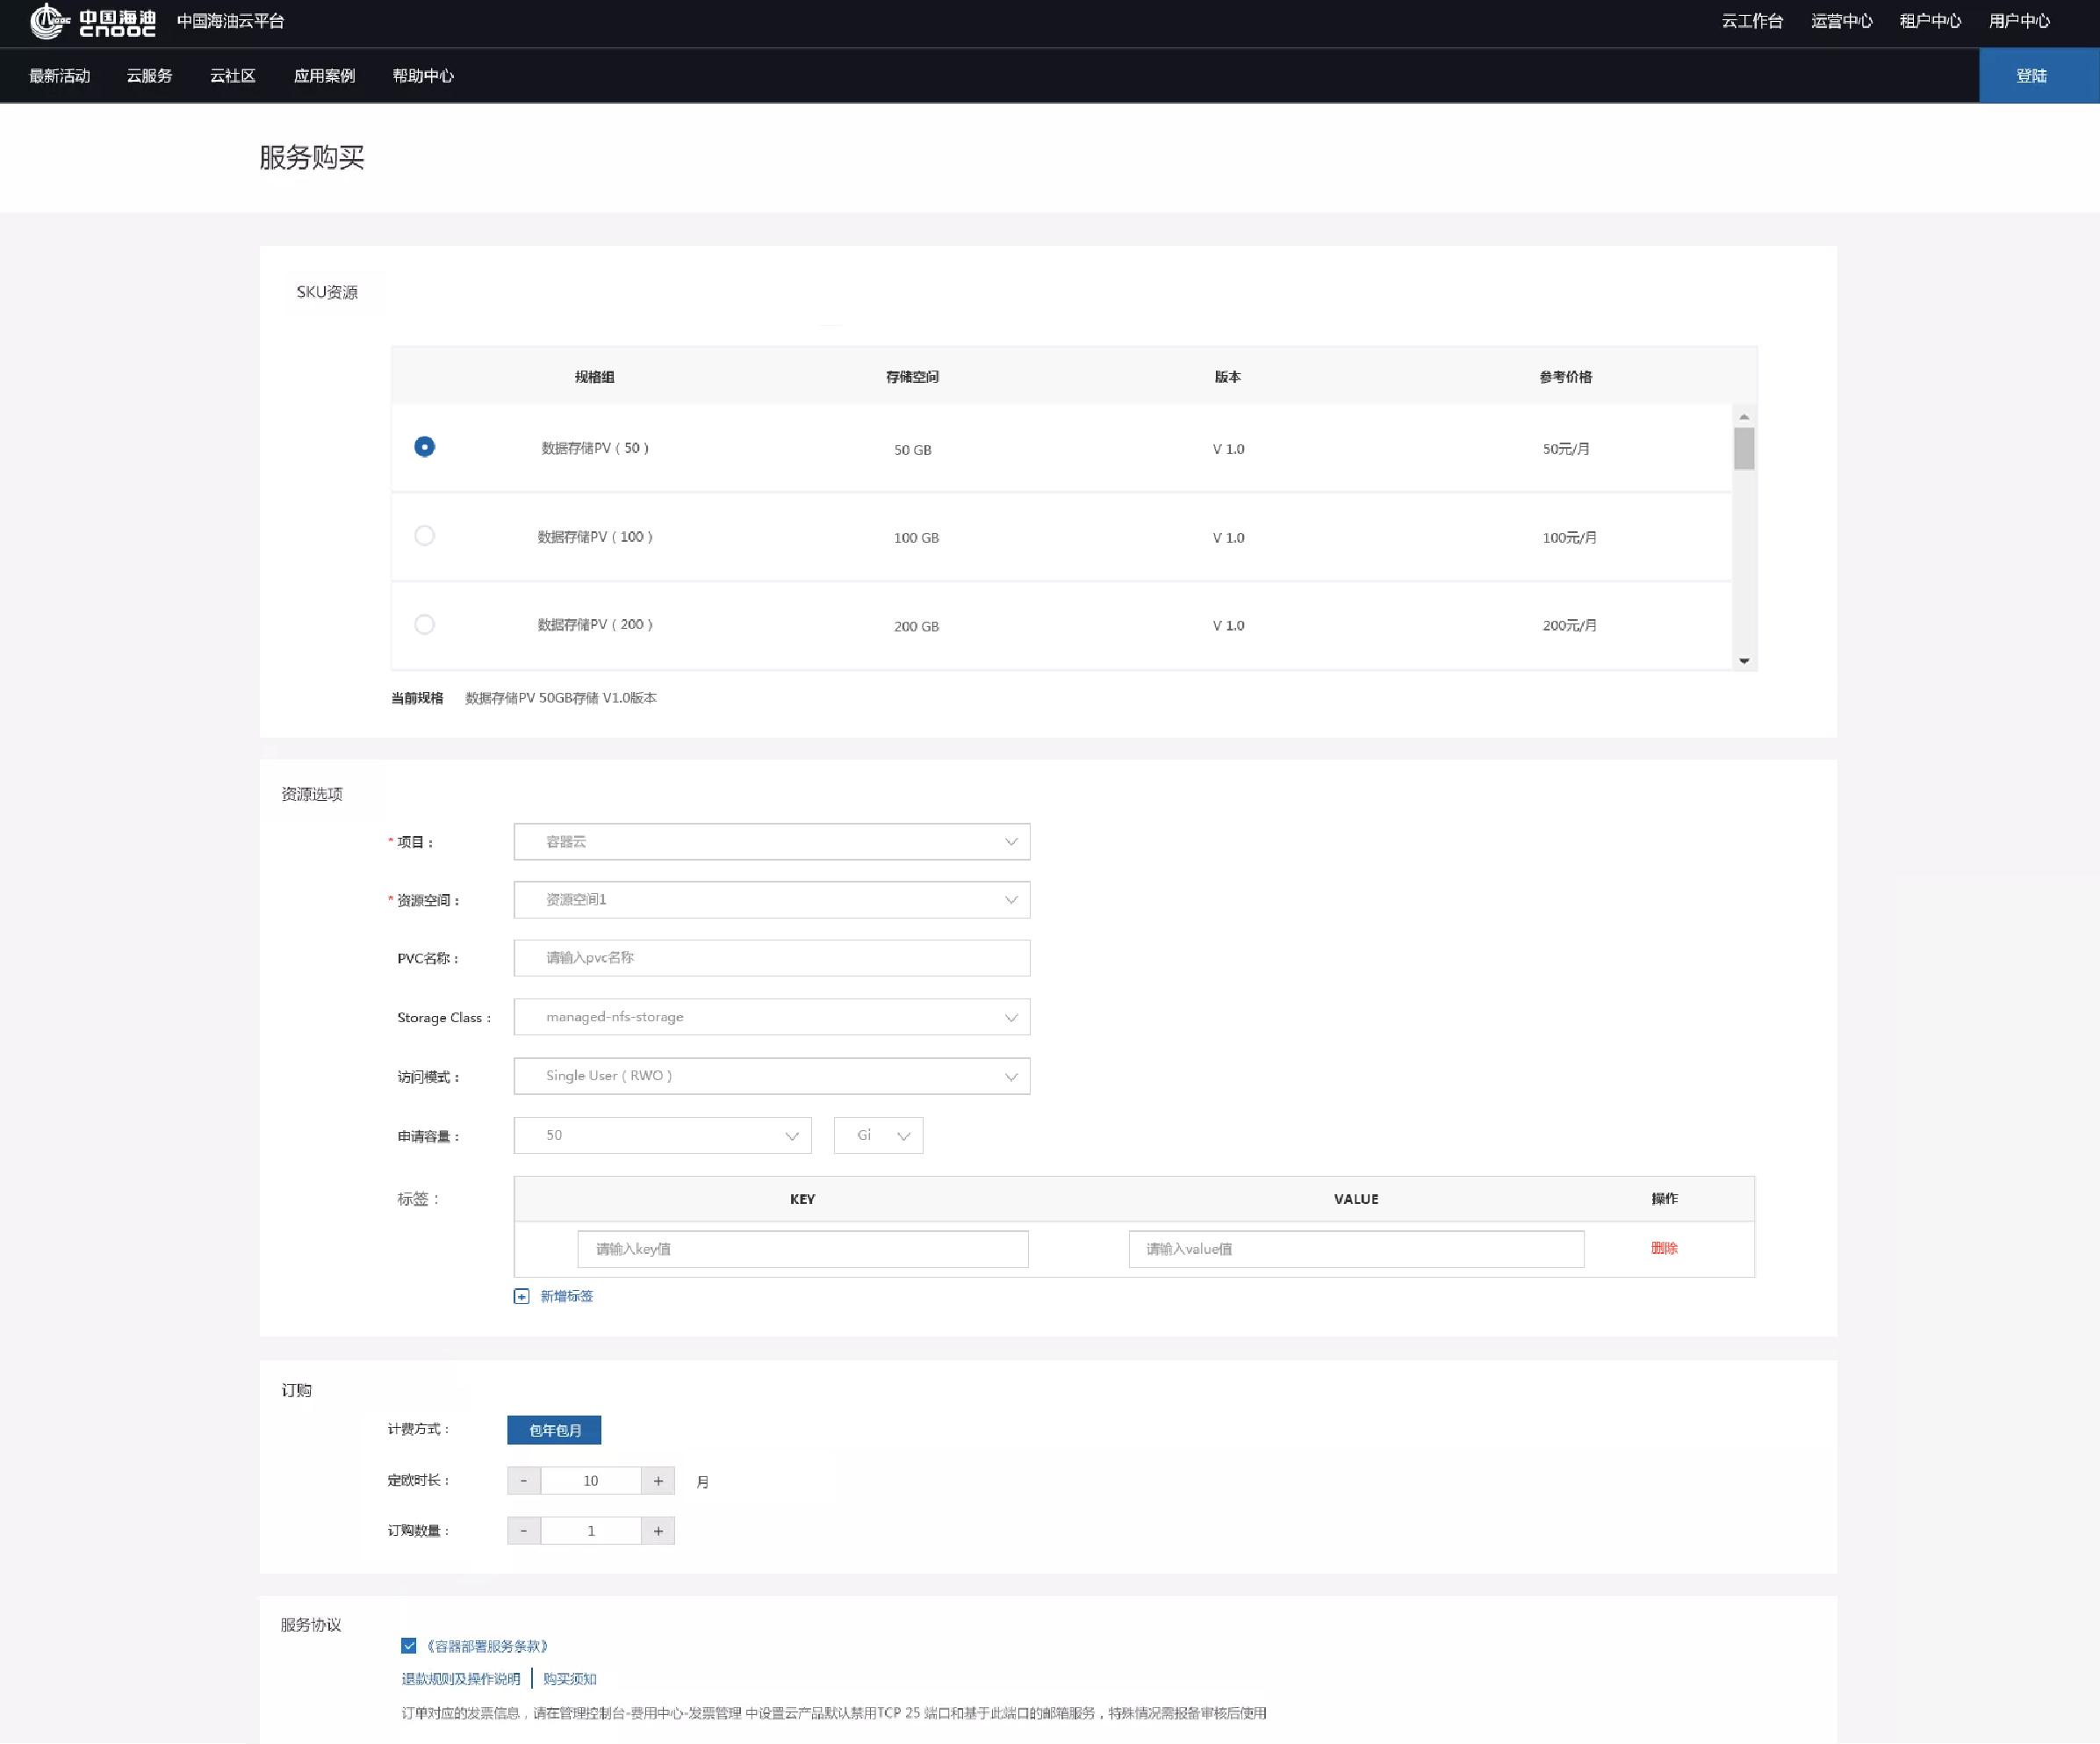 中国海油 CNOOC 中国海油云平台 云工作台 运营中心 租户中心 用户中心
最新活动 云服务 云社区 应用案例 帮助中心 登陆
服务购买
SKU资源
规格组 存储空间 版本 参考价格
数据存储PV（50） 50 GB V 1.0 50元/月
数据存储PV（100） 100 GB V 1.0 100元/月
数据存储PV（200） 200 GB V 1.0 200元/月
当前规格 数据存储PV 50GB存储 V1.0版本
资源选项
* 项目： 容器云
* 资源空间： 资源空间1
PVC名称： 请输入pvc名称
Storage Class： managed-nfs-storage
访问模式： Single User（RWO）
申请容量： 50 Gi
标签： KEY VALUE 操作
请输入key值 请输入value值 删除
新增标签
订购
计费方式： 包年包月
定欧时长： - 10 + 月
订购数量： - 1 +
服务协议
《容器部署服务条款》
退款规则及操作说明 购买须知
订单对应的发票信息，请在管理控制台-费用中心-发票管理 中设置云产品默认禁用TCP 25 端口和基于此端口的邮箱服务，特殊情况需报备审核后使用